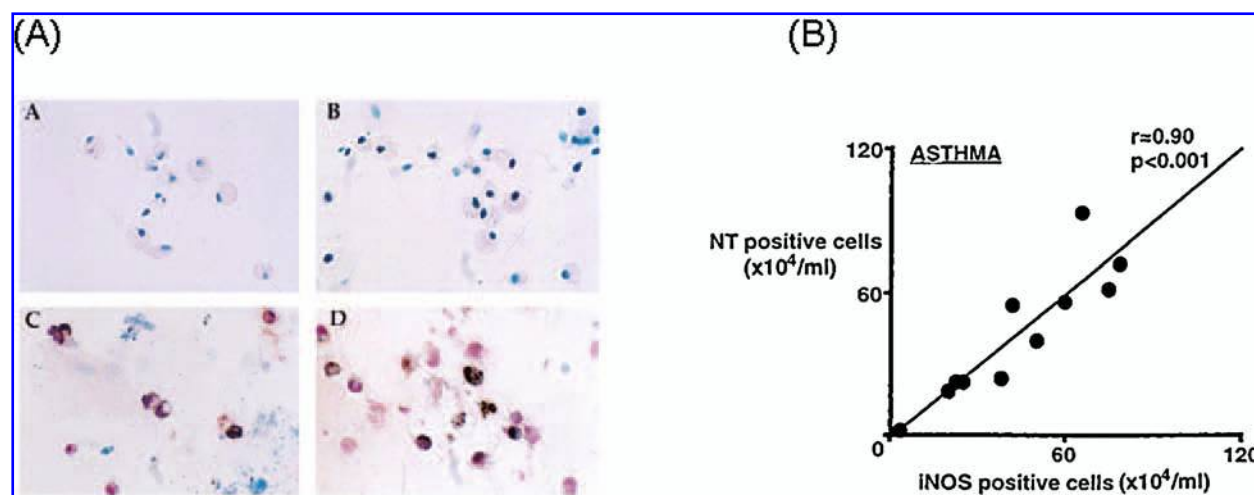 (A)
(B)
A
B
C
D
r=0.90
p<0.001
ASTHMA
120
NT positive cells
(x10⁴/ml)
60
0
60
120
iNOS positive cells (x10⁴/ml)